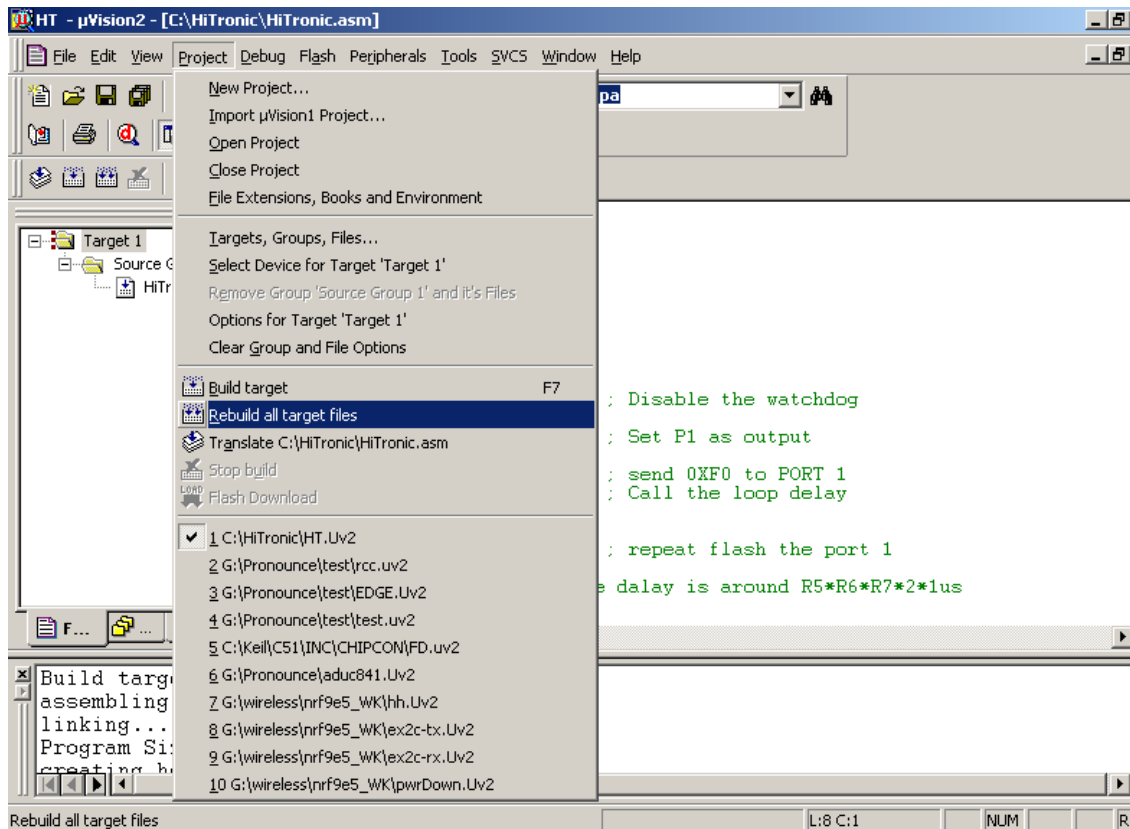 HT - µVision2 - [C:\HiTronic\HiTronic.asm]
File Edit View Project Debug Flash Peripherals Tools SVCS Window Help
New Project...
Import µVision1 Project...
Open Project
Close Project
File Extensions, Books and Environment
Targets, Groups, Files...
Select Device for Target 'Target 1'
Remove Group 'Source Group 1' and it's Files
Options for Target 'Target 1'
Clear Group and File Options
Build target F7
Rebuild all target files
Translate C:\HiTronic\HiTronic.asm
Stop build
LOAD
Flash Download
1 C:\HiTronic\HT.Uv2
2 G:\Pronounce\test\rcc.uv2
3 G:\Pronounce\test\EDGE.Uv2
4 G:\Pronounce\test\test.uv2
5 C:\Keil\C51\INC\CHIPCON\FD.uv2
6 G:\Pronounce\aduc841.Uv2
7 G:\wireless\nrf9e5_WK\hh.Uv2
8 G:\wireless\nrf9e5_WK\ex2c-tx.Uv2
9 G:\wireless\nrf9e5_WK\ex2c-rx.Uv2
10 G:\wireless\nrf9e5_WK\pwrDown.Uv2
pa
Target 1
Source G
HiTr
F... ...
; Disable the watchdog
; Set P1 as output
; send 0XF0 to PORT 1
; Call the loop delay
; repeat flash the port 1
e dalay is around R5*R6*R7*2*1us
Build targ
assembling
linking...
Program Si
creating h
Rebuild all target files L:8 C:1 NUM R